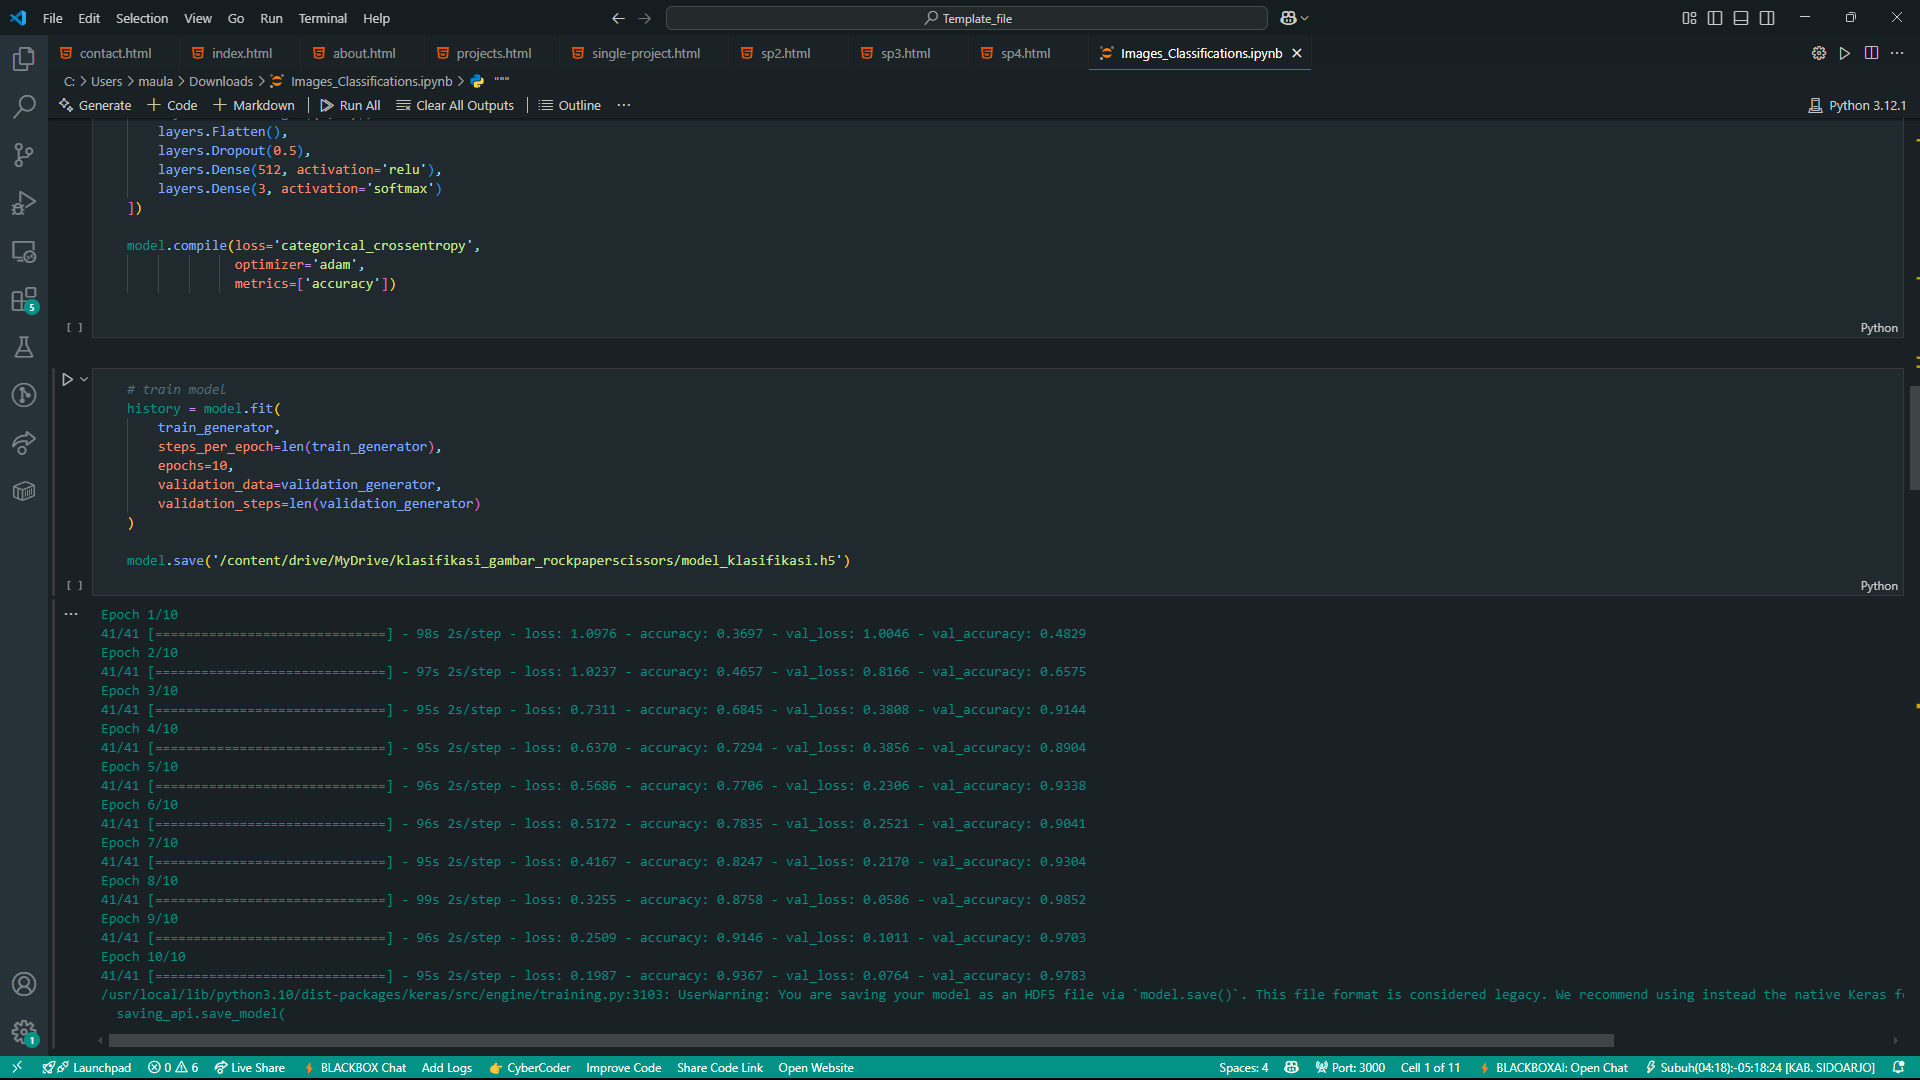 File Edit Selection View Go Run Terminal Help
Template_file
contact.html index.html about.html projects.html single-project.html sp2.html sp3.html sp4.html Images_Classifications.ipynb
C: > Users > maula > Downloads > Images_Classifications.ipynb > """
Generate + Code + Markdown | Run All Clear All Outputs | Outline ...
Python 3.12.1
layers.Flatten(),
layers.Dropout(0.5),
layers.Dense(512, activation='relu'),
layers.Dense(3, activation='softmax')
])
model.compile(loss='categorical_crossentropy',
optimizer='adam',
metrics=['accuracy'])
[ ]
Python
# train model
history = model.fit(
train_generator,
steps_per_epoch=len(train_generator),
epochs=10,
validation_data=validation_generator,
validation_steps=len(validation_generator)
)
model.save('/content/drive/MyDrive/klasifikasi_gambar_rockpaperscissors/model_klasifikasi.h5')
[ ]
Python
... Epoch 1/10
41/41 [==============================] - 98s 2s/step - loss: 1.0976 - accuracy: 0.3697 - val_loss: 1.0046 - val_accuracy: 0.4829
Epoch 2/10
41/41 [==============================] - 97s 2s/step - loss: 1.0237 - accuracy: 0.4657 - val_loss: 0.8166 - val_accuracy: 0.6575
Epoch 3/10
41/41 [==============================] - 95s 2s/step - loss: 0.7311 - accuracy: 0.6845 - val_loss: 0.3808 - val_accuracy: 0.9144
Epoch 4/10
41/41 [==============================] - 95s 2s/step - loss: 0.6370 - accuracy: 0.7294 - val_loss: 0.3856 - val_accuracy: 0.8904
Epoch 5/10
41/41 [==============================] - 96s 2s/step - loss: 0.5686 - accuracy: 0.7706 - val_loss: 0.2306 - val_accuracy: 0.9338
Epoch 6/10
41/41 [==============================] - 96s 2s/step - loss: 0.5172 - accuracy: 0.7835 - val_loss: 0.2521 - val_accuracy: 0.9041
Epoch 7/10
41/41 [==============================] - 95s 2s/step - loss: 0.4167 - accuracy: 0.8247 - val_loss: 0.2170 - val_accuracy: 0.9304
Epoch 8/10
41/41 [==============================] - 99s 2s/step - loss: 0.3255 - accuracy: 0.8758 - val_loss: 0.0586 - val_accuracy: 0.9852
Epoch 9/10
41/41 [==============================] - 96s 2s/step - loss: 0.2509 - accuracy: 0.9146 - val_loss: 0.1011 - val_accuracy: 0.9703
Epoch 10/10
41/41 [==============================] - 95s 2s/step - loss: 0.1987 - accuracy: 0.9367 - val_loss: 0.0764 - val_accuracy: 0.9783
/usr/local/lib/python3.10/dist-packages/keras/src/engine/training.py:3103: UserWarning: You are saving your model as an HDF5 file via `model.save()`. This file format is considered legacy. We recommend using instead the native Keras
saving_api.save_model(
5
1
Launchpad 0 6 Live Share BLACKBOX Chat Add Logs CyberCoder Improve Code Share Code Link Open Website
Spaces: 4 Port: 3000 Cell 1 of 11 BLACKBOXAI: Open Chat Subuh(04:18):-05:18:24 [KAB. SIDOARJO]